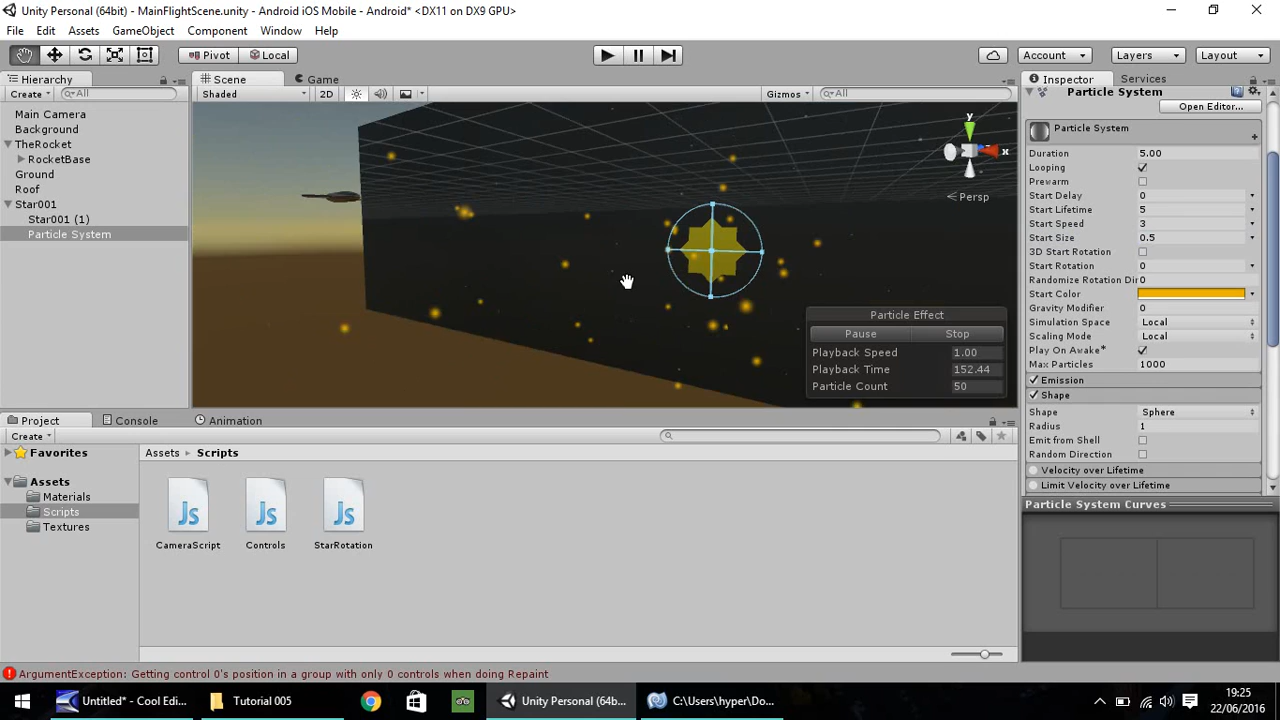 Unity Personal (64bit) - MainFlightScene.unity - Android iOS Mobile - Android* <DX11 on DX9 GPU>
File Edit Assets GameObject Component Window Help
Pivot Local Account Layers Layout
Hierarchy
Create All
Main Camera
Background
TheRocket
RocketBase
Ground
Roof
Star001
Star001 (1)
Particle System
Scene Game
Shaded 2D Gizmos All
y
x
Persp
Particle Effect
Pause Stop
Playback Speed 1.00
Playback Time 152.44
Particle Count 50
Inspector Services
Particle System
Open Editor...
Particle System
Duration 5.00
Looping
Prewarm
Start Delay 0
Start Lifetime 5
Start Speed 3
Start Size 0.5
3D Start Rotation
Start Rotation 0
Randomize Rotation Dir 0
Start Color
Gravity Modifier 0
Simulation Space Local
Scaling Mode Local
Play On Awake*
Max Particles 1000
Emission
Shape
Shape Sphere
Radius 1
Emit from Shell
Random Direction
Velocity over Lifetime
Limit Velocity over Lifetime
Particle System Curves
Project Console Animation
Create
Favorites
Assets
Materials
Scripts
Textures
Assets Scripts
Js Js Js
CameraScript Controls StarRotation
ArgumentException: Getting control 0's position in a group with only 0 controls when doing Repaint
Untitled* - Cool Edi... Tutorial 005 Unity Personal (64b... C:\Users\hyper\Do... 19:25
22/06/2016